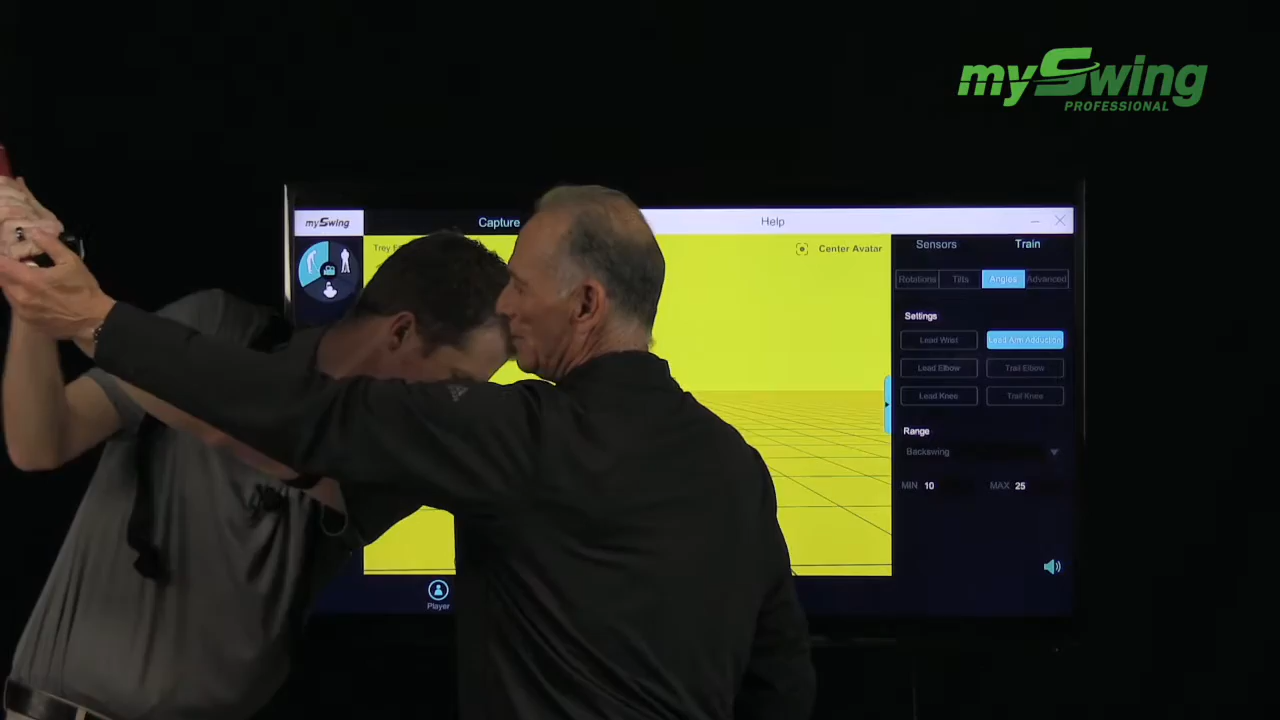 mySwing
PROFESSIONAL
mySwing
Capture
Help
Trey
Center Avatar
Sensors
Train
Rotations
Tilts
Angles
Advanced
Settings
Lead Wrist
Lead Arm Adduction
Lead Elbow
Trail Elbow
Lead Knee
Trail Knee
Range
Backswing
MIN 10
MAX 25
Player